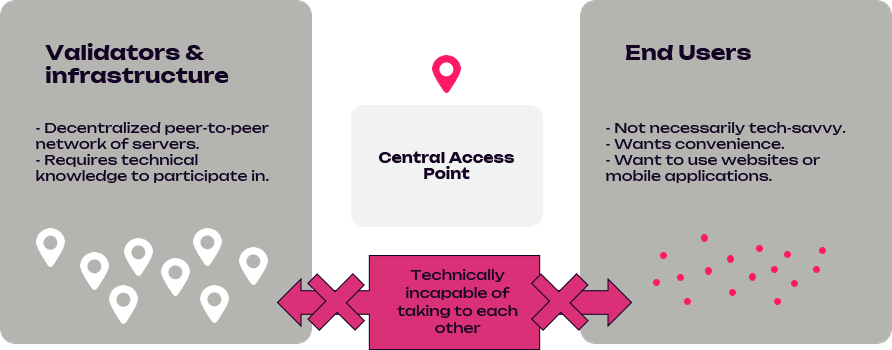 Validators &
infrastructure
- Decentralized peer-to-peer
network of servers.
- Requires technical
knowledge to participate in.
Central Access
Point
Technically
incapable of
taking to each
other
End Users
- Not necessarily tech-savvy.
- Wants convenience.
- Want to use websites or
mobile applications.